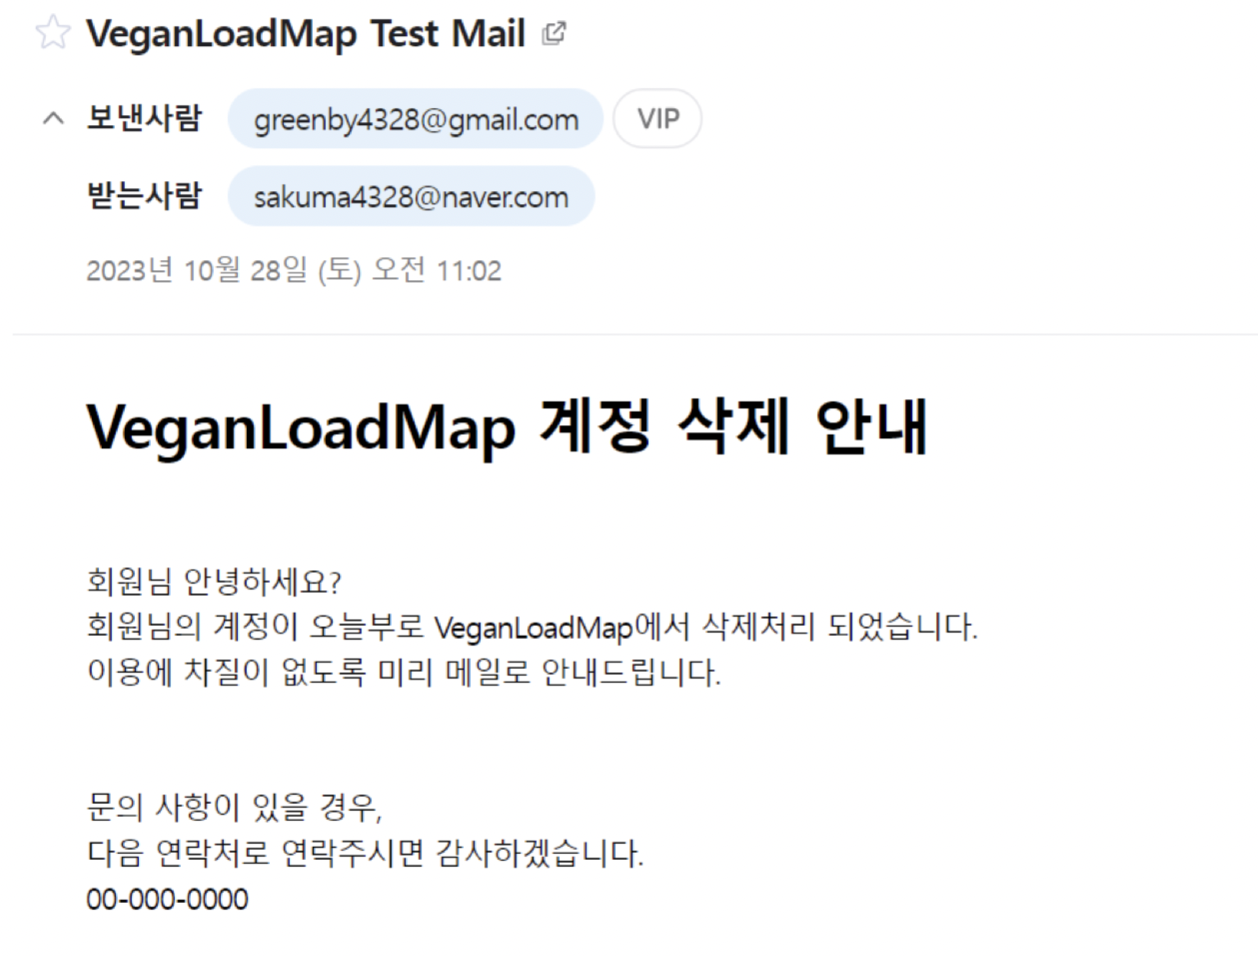 VeganLoadMap Test Mail
보낸사람 greenby4328@gmail.com VIP
받는사람 sakuma4328@naver.com
2023년 10월 28일 (토) 오전 11:02
VeganLoadMap 계정 삭제 안내
회원님 안녕하세요?
회원님의 계정이 오늘부로 VeganLoadMap에서 삭제처리 되었습니다.
이용에 차질이 없도록 미리 메일로 안내드립니다.
문의 사항이 있을 경우,
다음 연락처로 연락주시면 감사하겠습니다.
00-000-0000